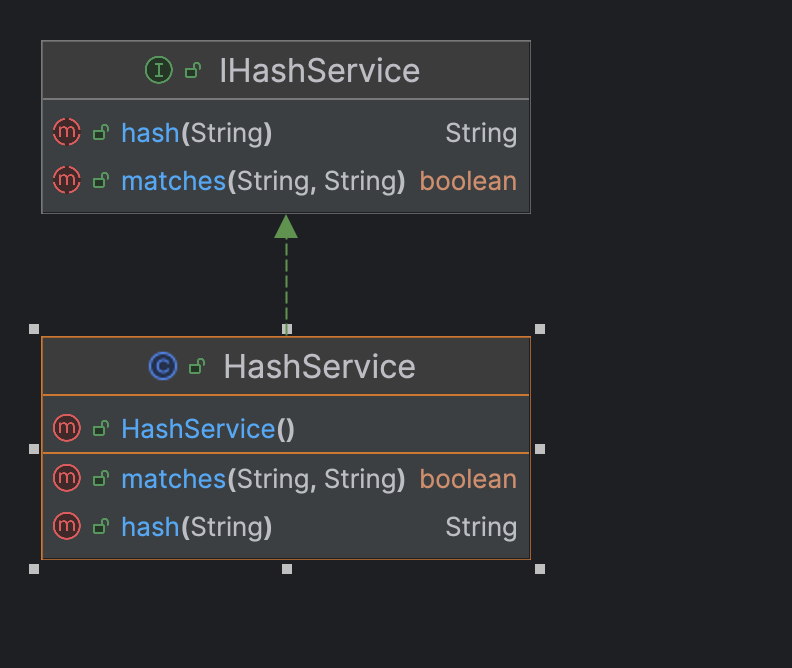 I IHashService
m hash(String) String
m matches(String, String) boolean
C HashService
m HashService()
m matches(String, String) boolean
m hash(String) String